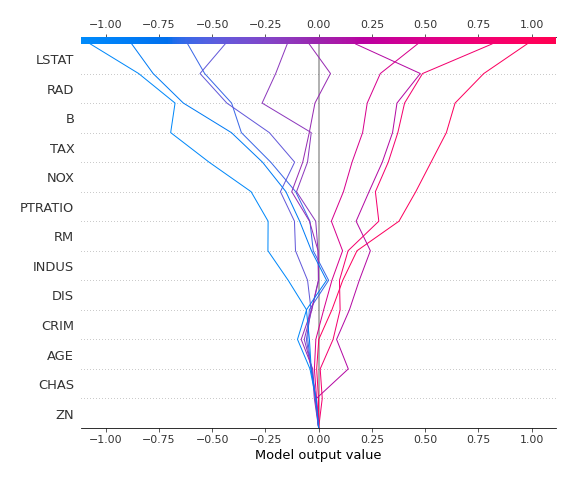 −1.00 −0.75 −0.50 −0.25 0.00 0.25 0.50 0.75 1.00
LSTAT
RAD
B
TAX
NOX
PTRATIO
RM
INDUS
DIS
CRIM
AGE
CHAS
ZN
−1.00 −0.75 −0.50 −0.25 0.00 0.25 0.50 0.75 1.00
Model output value